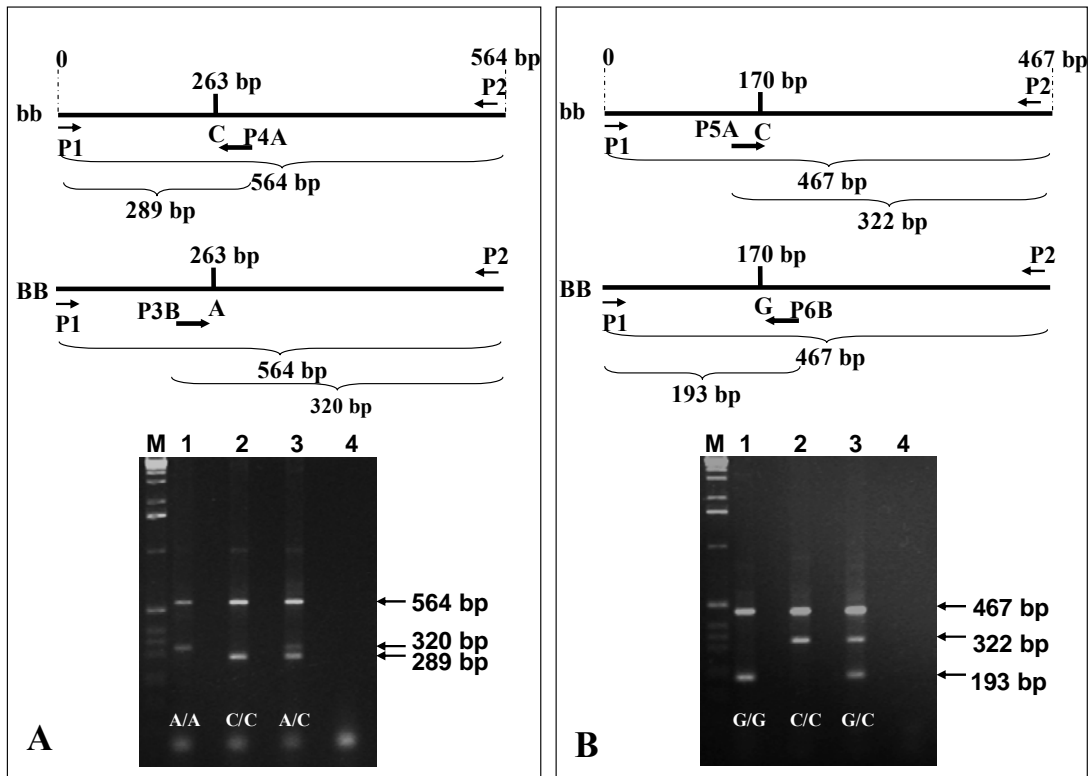 0
564 bp
263 bp
P2
bb
C
P4A
P1
564 bp
289 bp
263 bp
P2
BB
P3B
A
P1
564 bp
320 bp
M 1 2 3 4
564 bp
320 bp
289 bp
A/A C/C A/C
A
0
467 bp
170 bp
P2
bb
P5A
C
P1
467 bp
322 bp
170 bp
P2
BB
G
P6B
P1
467 bp
193 bp
M 1 2 3 4
467 bp
322 bp
193 bp
G/G C/C G/C
B